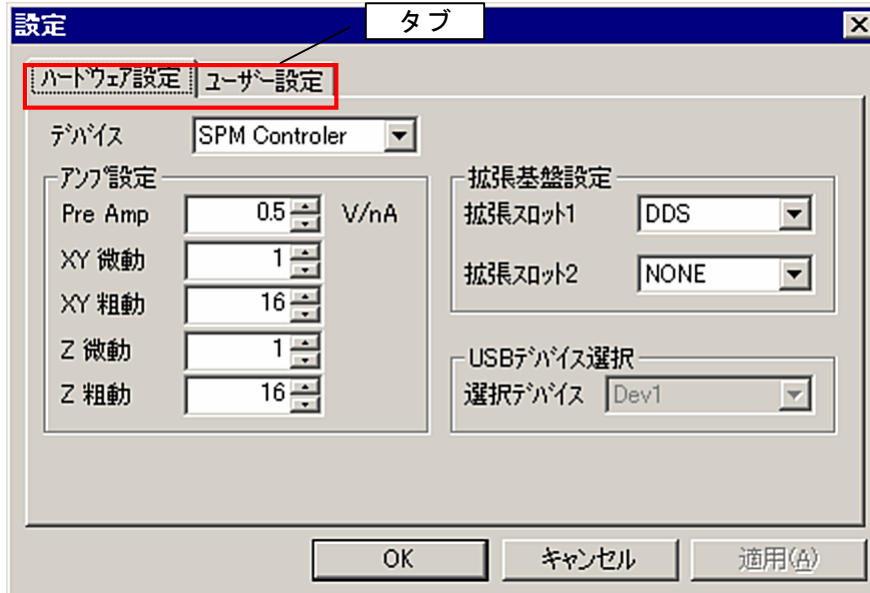 設定
タブ
ハードウェア設定 ユーザー設定
デバイス SPM Controler
アンプ設定
Pre Amp 0.5 V/nA
XY 微動 1
XY 粗動 16
Z 微動 1
Z 粗動 16
拡張基盤設定
拡張スロット1 DDS
拡張スロット2 NONE
USBデバイス選択
選択デバイス Dev1
OK キャンセル 適用(A)